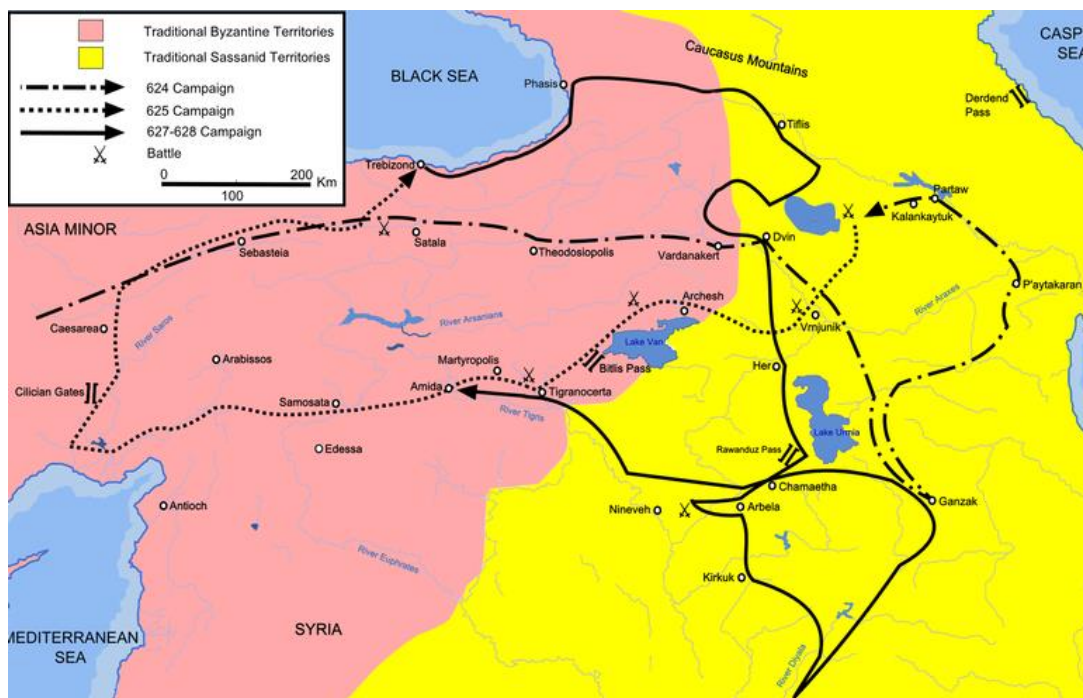 Traditional Byzantine Territories
Traditional Sassanid Territories
624 Campaign
625 Campaign
627-628 Campaign
Battle
200
Km
100
BLACK SEA
Caucasus Mountains
CASP
SEA
Derdend
Pass
Phasis
Tiflis
Trebizond
Partaw
Kalankaytuk
ASIA MINOR
Sebasteia
Satala
Theodosiopolis
Vardanakert
Dvin
P'aytakaran
River Araxes
Caesarea
River Saros
River Arsanians
Archesh
Vrnjunik
Lake Van
Bitlis Pass
Arabissos
Martyropolis
Her
Cilician Gates
Samosata
Amida
Tigranocerta
River Tigris
Lake Urmia
Edessa
Rawanduz Pass
Chamaetha
Antioch
Nineveh
Arbela
Ganzak
River Euphrates
Kirkuk
MEDITERRANEAN
SEA
SYRIA
River Diyala